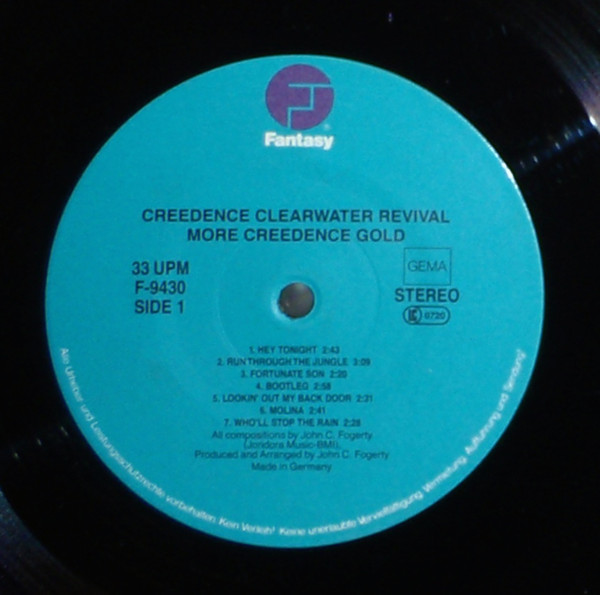 Fantasy
CREEDENCE CLEARWATER REVIVAL
MORE CREEDENCE GOLD
33 UPM
F-9430
SIDE 1
GEMA
STEREO
LC 0720
1. HEY TONIGHT 2:43
2. RUN THROUGH THE JUNGLE 3:09
3. FORTUNATE SON 2:20
4. BOOTLEG 2:58
5. LOOKIN' OUT MY BACK DOOR 2:31
6. MOLINA 2:41
7. WHO'LL STOP THE RAIN 2:28
All compositions by John C. Fogerty
(Jondora Music-BMI).
Produced and Arranged by John C. Fogerty
Made in Germany
Alle Urheber und Leistungsschutzrechte vorbehalten. Kein Verleih! Keine unerlaubte Vervielfältigung, Vermietung, Aufführung und Sendung!